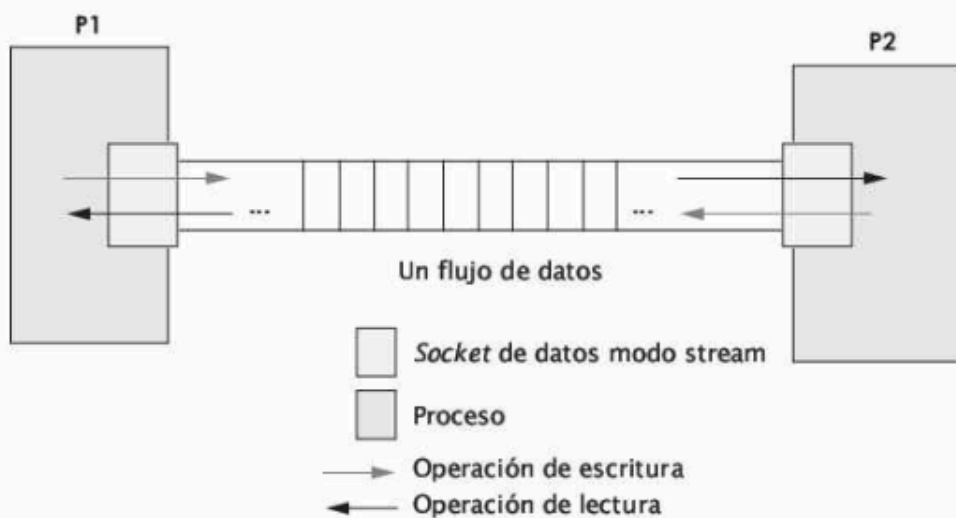 P1
P2
...
...
Un flujo de datos
Socket de datos modo stream
Proceso
Operación de escritura
Operación de lectura